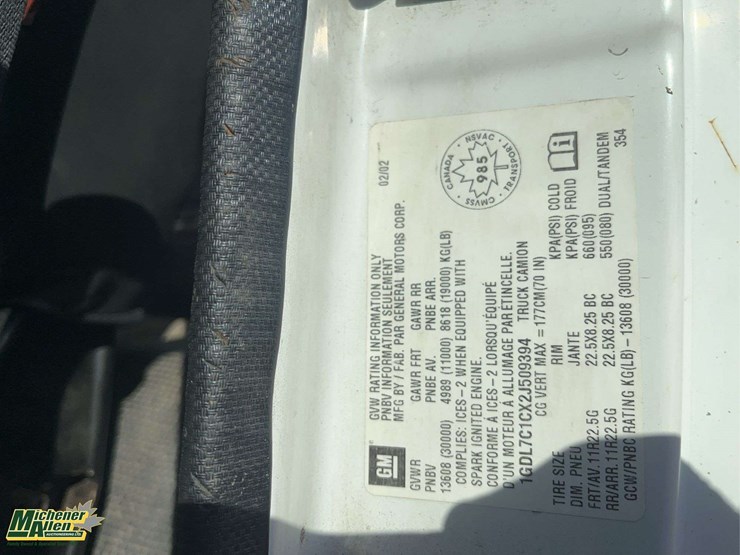 GVW RATING INFORMATION ONLY
PNBV INFORMATION SEULEMENT 02/02
GM MFG BY / FAB. PAR GENERAL MOTORS CORP.
GVWR GAWR FRT GAWR RR
PNBV PNBE AV. PNBE ARR.
13608 (30000) 4989 (11000) 8618 (19000) KG(LB)
COMPLIES: ICES-2 WHEN EQUIPPED WITH
SPARK IGNITED ENGINE.
CONFORME À ICES-2 LORSQU'ÉQUIPÉ
D'UN MOTEUR A ALLUMAGE PAR ETINCELLE.
1GDL7C1CX2J509394 TRUCK CAMION
CG VERT MAX = 177CM(70 IN)
CANADA • NSVAC • TRANSPORT • CMVSS
985
TIRE SIZE RIM KPA(PSI) COLD
DIM. PNEU JANTE KPA(PSI) FROID
FRT/AV. 11R22.5G 22.5X8.25 BC 660(095)
RR/ARR. 11R22.5G 22.5X8.25 BC 550(080) DUAL/TANDEM
GCW/PNBC RATING KG(LB)-13608 (30000) 354
Michener
Allen
AUCTIONEERING LTD.